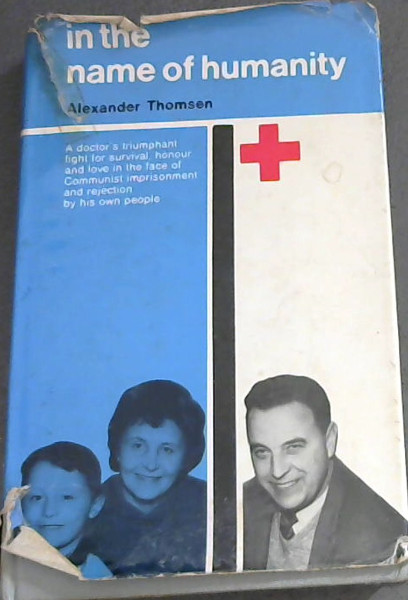 in the
name of humanity
Alexander Thomsen
A doctor's triumphant
fight for survival, honour
and love in the face of
Communist imprisonment
and rejection
by his own people